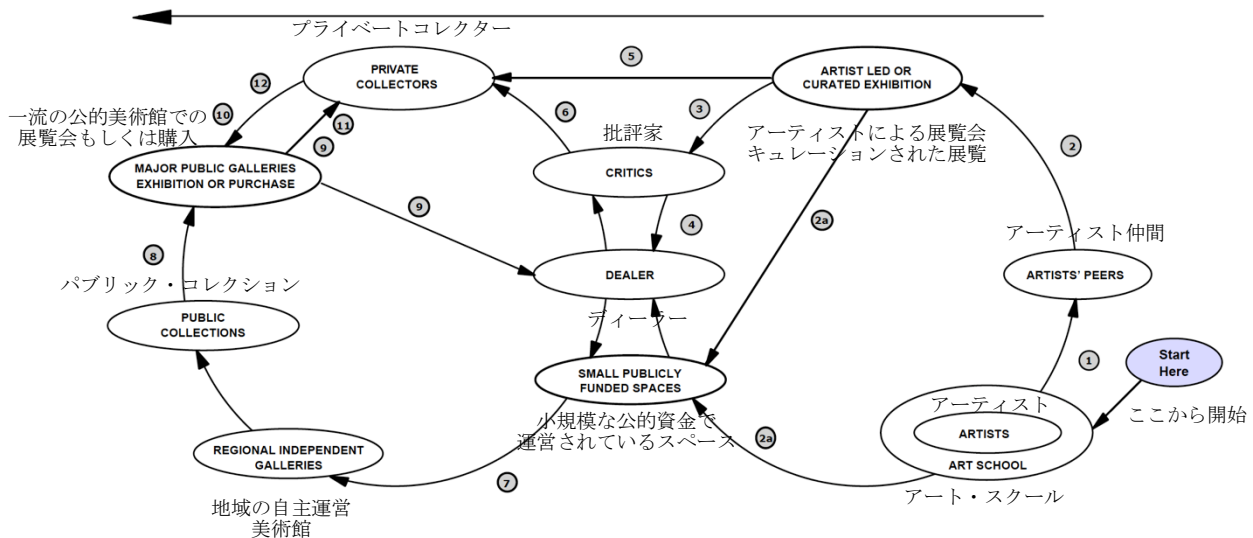 プライベートコレクター
PRIVATE
COLLECTORS
5
ARTIST LED OR
CURATED EXHIBITION
12
10
11
9
6
3
2
一流の公的美術館での
展覧会もしくは購入
MAJOR PUBLIC GALLERIES
EXHIBITION OR PURCHASE
批評家
CRITICS
アーティストによる展覧会
キュレーションされた展覧
9
4
2a
8
パブリック・コレクション
PUBLIC
COLLECTIONS
DEALER
ディーラー
アーティスト仲間
ARTISTS' PEERS
SMALL PUBLICLY
FUNDED SPACES
小規模な公的資金で
運営されているスペース
1
Start
Here
ここから開始
アーティスト
ARTISTS
ART SCHOOL
アート・スクール
2a
REGIONAL INDEPENDENT
GALLERIES
7
地域の自主運営
美術館